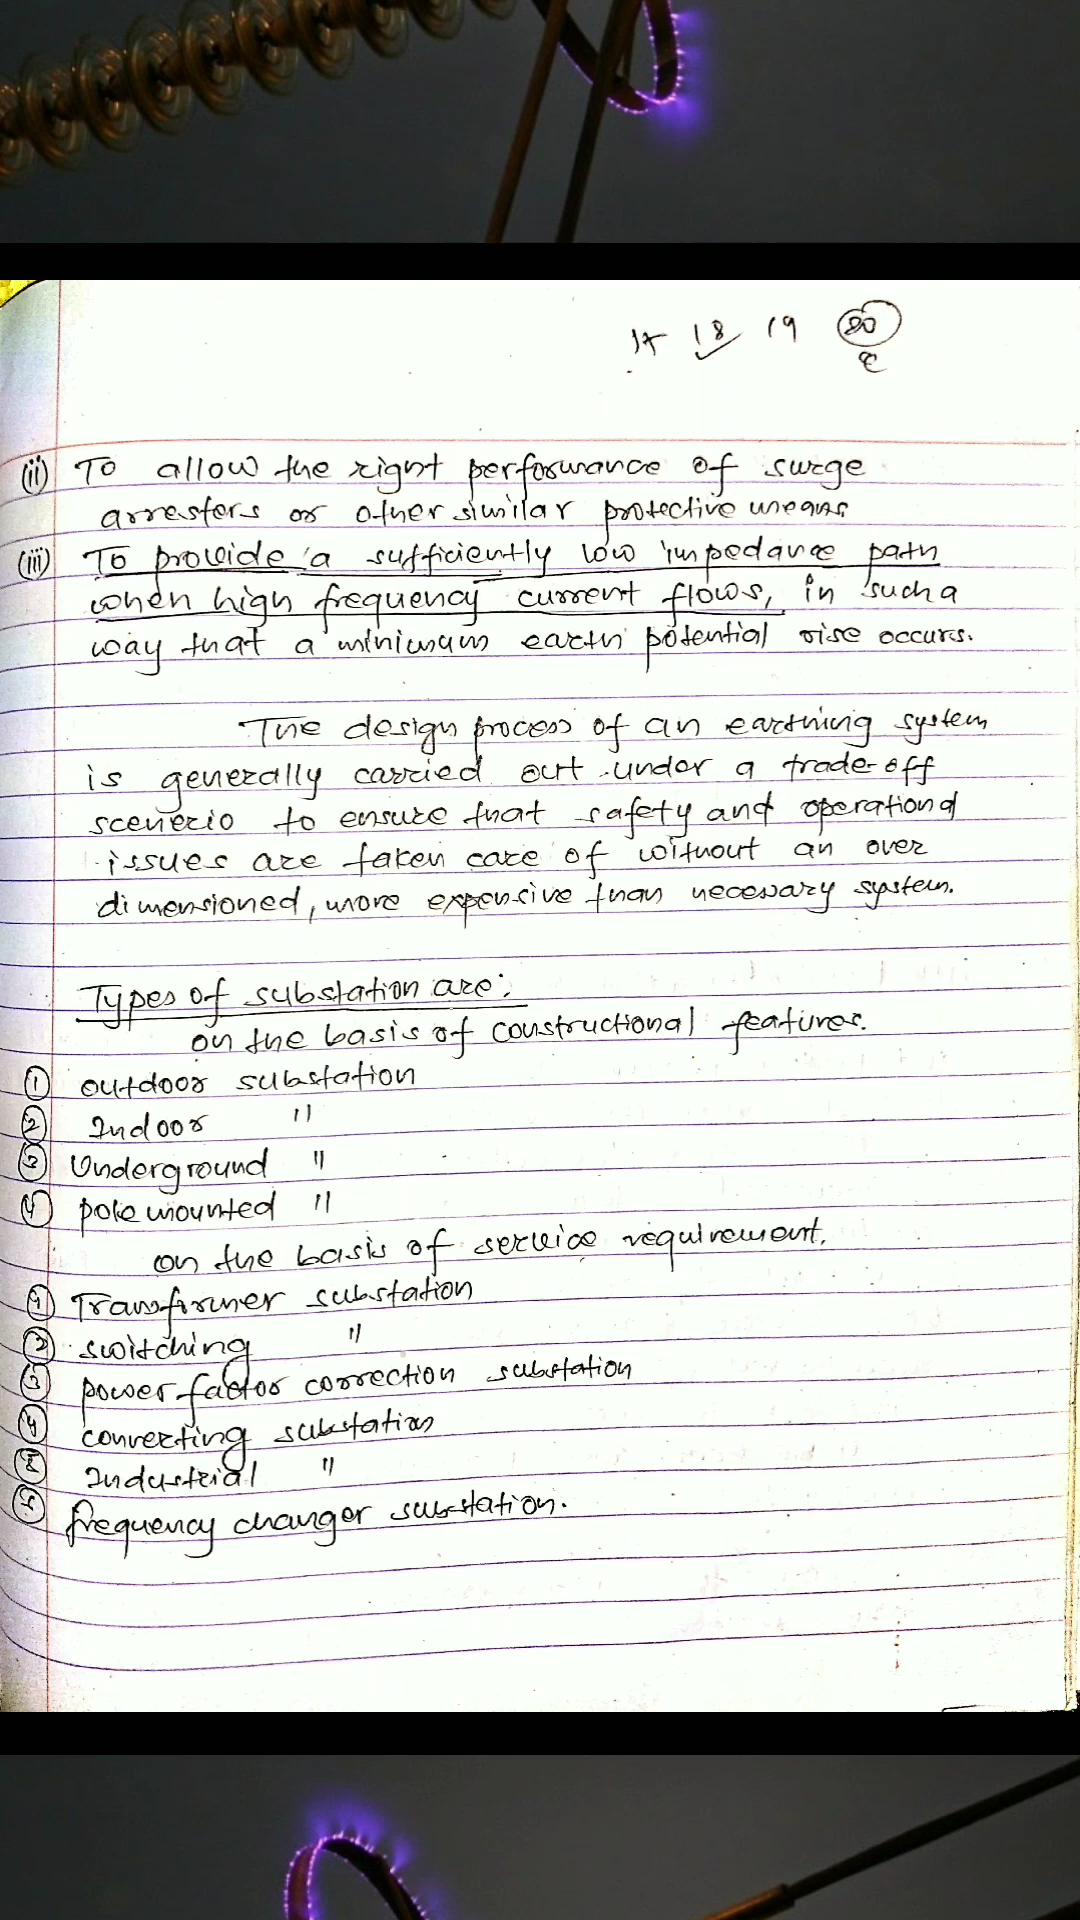 17 18 19 20
(ii) To allow the right performance of surge
arresters or other similar protective means.
(iii) To provide a sufficiently low impedance path
when high frequency current flows, in such a
way that a minimum earth potential rise occurs.
The design process of an earthing system
is generally carried out under a trade-off
scenerio to ensure that safety and operational
issues are taken care of without an over
dimensioned, more expensive than necessary system.
Types of substation are:
on the basis of constructional features.
① outdoor substation
② Indoor "
③ Underground "
④ pole mounted "
on the basis of service requirement.
① Transformer substation
② switching "
③ power factor correction substation
④ converting substation
Industrial "
⑤ frequency changer substation.